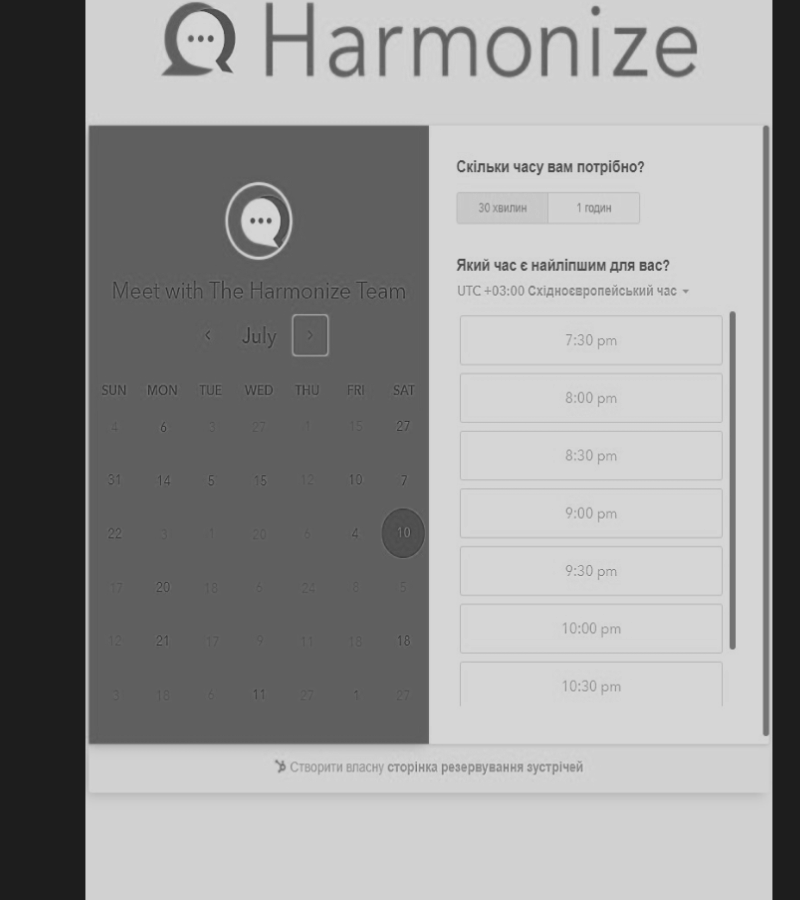 Harmonize
Meet with The Harmonize Team
July
SUN MON TUE WED THU FRI SAT
4 6 3 27 1 15 27
31 14 5 15 12 10 7
22 3 1 20 6 4 10
17 20 18 6 24 8 5
12 21 17 9 11 18 18
3 18 6 11 27 1 27
Скільки часу вам потрібно?
30 хвилин 1 годин
Який час є найліпшим для вас?
UTC +03:00 Східноєвропейський час
7:30 pm
8:00 pm
8:30 pm
9:00 pm
9:30 pm
10:00 pm
10:30 pm
Створити власну сторінка резервування зустрічей